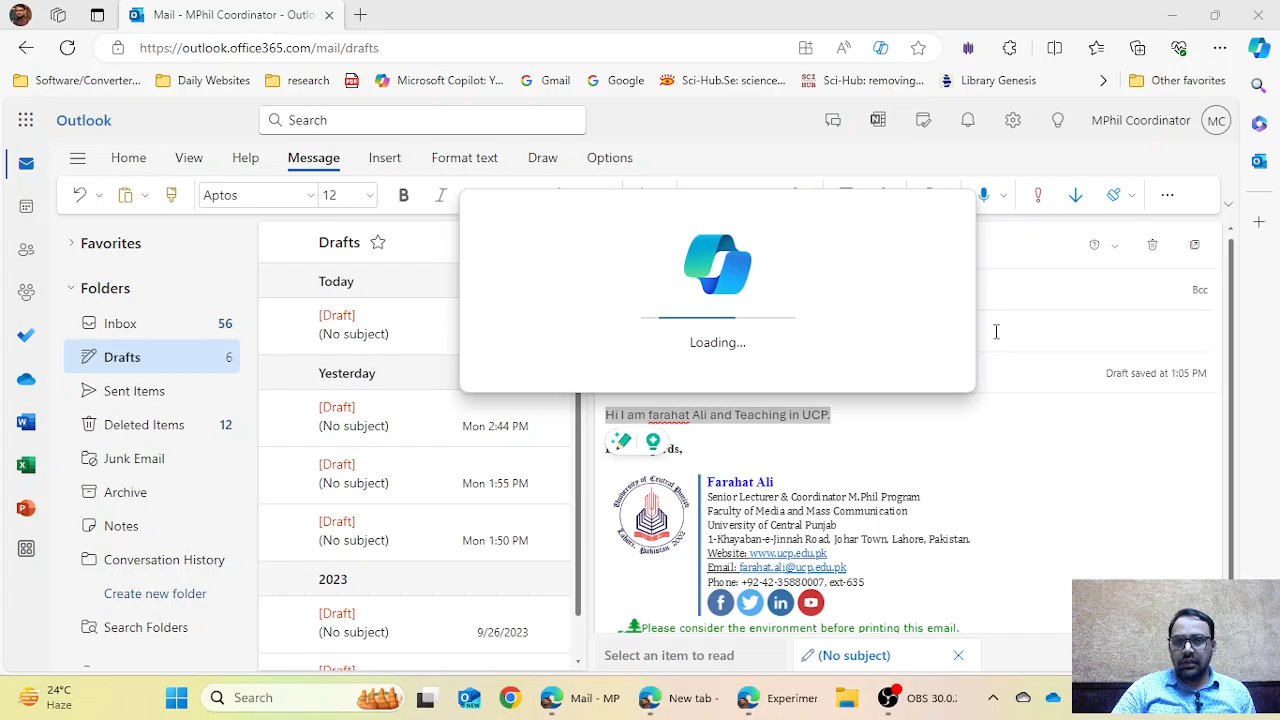 Mail - MPhil Coordinator - Outlo
https://outlook.office365.com/mail/drafts
Software/Converter...
Daily Websites
research
PDF
Microsoft Copilot: Y...
Gmail
Google
Sci-Hub.Se: science...
SCI HUB
Sci-Hub: removing...
Library Genesis
Other favorites
Outlook
Search
MPhil Coordinator
MC
Home
View
Help
Message
Insert
Format text
Draw
Options
Aptos
12
B
I
Favorites
Folders
Inbox
56
Drafts
6
Sent Items
Deleted Items
12
Junk Email
Archive
Notes
Conversation History
Create new folder
Search Folders
Drafts
Today
[Draft]
(No subject)
Yesterday
[Draft]
(No subject)
Mon 2:44 PM
[Draft]
(No subject)
Mon 1:55 PM
[Draft]
(No subject)
Mon 1:50 PM
2023
[Draft]
(No subject)
9/26/2023
[Draft]
Loading...
Bcc
Draft saved at 1:05 PM
Hi I am farahat Ali and Teaching in UCP.
Farahat Ali
Senior Lecturer & Coordinator M.Phil Program
Faculty of Media and Mass Communication
University of Central Punjab
1-Khayaban-e-Jinnah Road, Johar Town, Lahore, Pakistan.
Website: www.ucp.edu.pk
Email: farahat.ali@ucp.edu.pk
Phone: +92-42-35880007, ext-635
Please consider the environment before printing this email.
Select an item to read
(No subject)
24°C
Haze
Search
Mail - MP
New tab -
Experimer
OBS 30.0.: